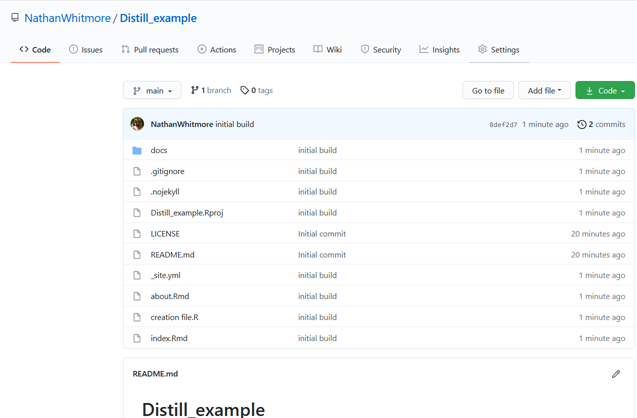 NathanWhitmore / Distill_example
Code Issues Pull requests Actions Projects Wiki Security Insights Settings
main 1 branch 0 tags Go to file Add file Code
NathanWhitmore initial build 8def2d7 1 minute ago 2 commits
docs initial build 1 minute ago
.gitignore initial build 1 minute ago
.nojekyll initial build 1 minute ago
Distill_example.Rproj initial build 1 minute ago
LICENSE Initial commit 20 minutes ago
README.md Initial commit 20 minutes ago
_site.yml initial build 1 minute ago
about.Rmd initial build 1 minute ago
creation file.R initial build 1 minute ago
index.Rmd initial build 1 minute ago
README.md
Distill_example